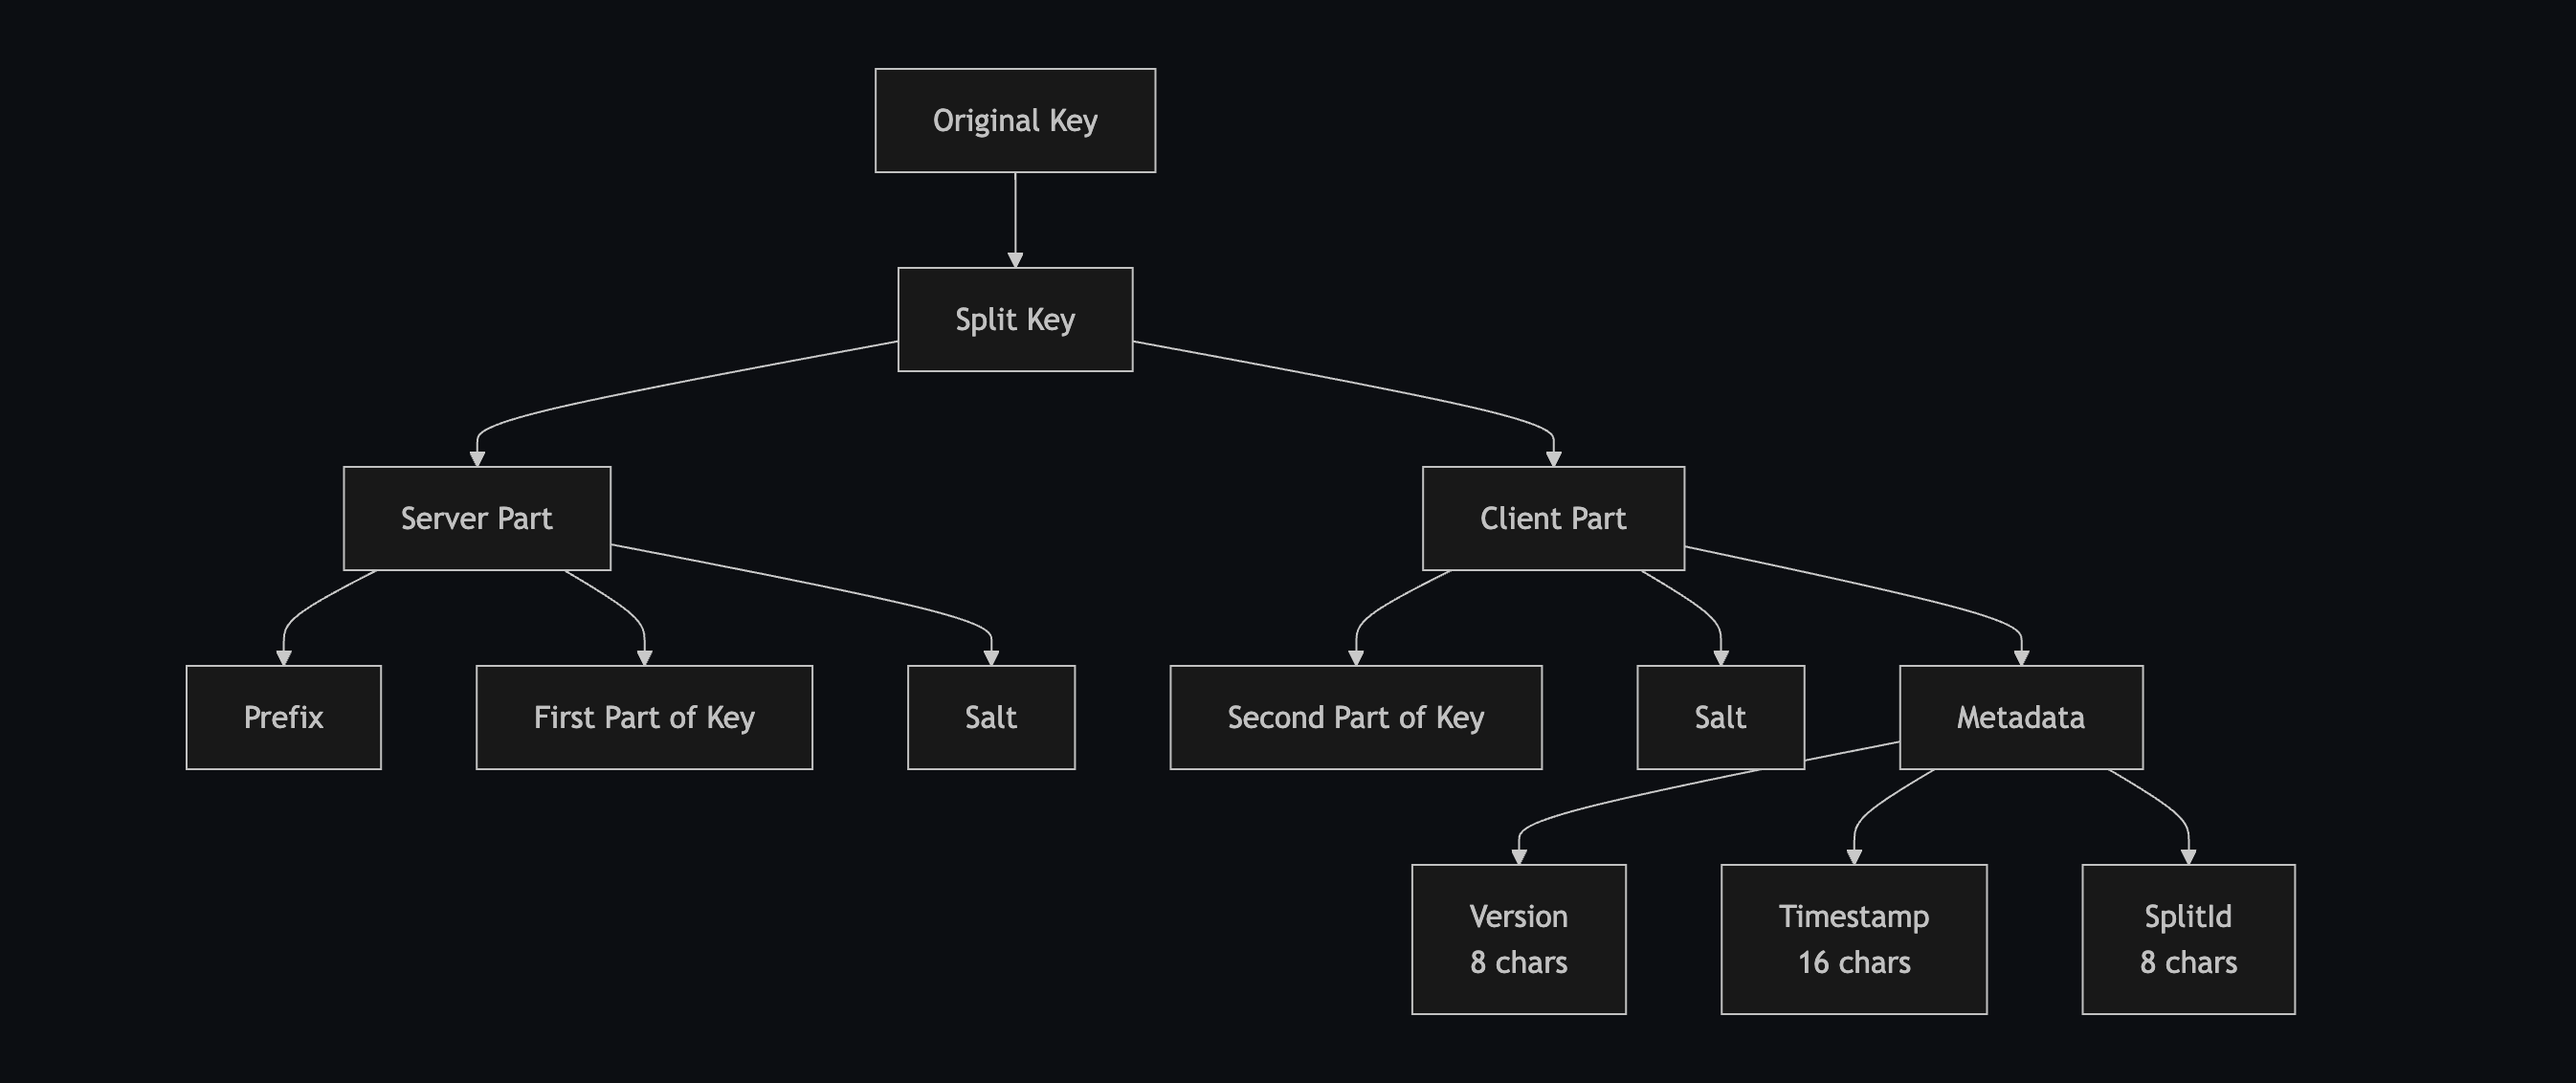 Original Key
Split Key
Server Part
Client Part
Prefix
First Part of Key
Salt
Second Part of Key
Salt
Metadata
Version
8 chars
Timestamp
16 chars
SplitId
8 chars